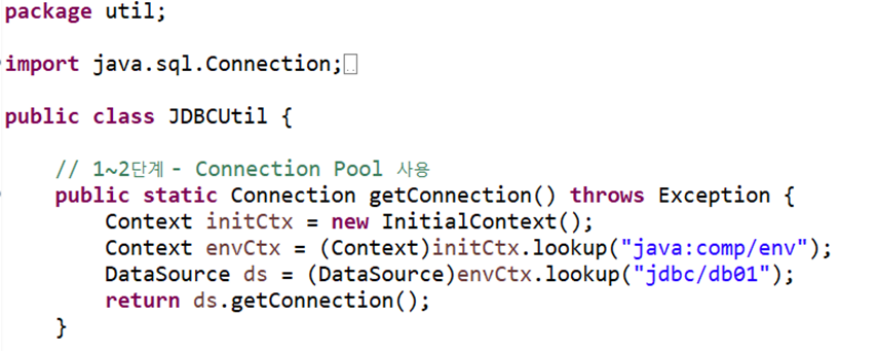 package util;
import java.sql.Connection;
public class JDBCUtil {
// 1~2단계 - Connection Pool 사용
public static Connection getConnection() throws Exception {
Context initCtx = new InitialContext();
Context envCtx = (Context)initCtx.lookup("java:comp/env");
DataSource ds = (DataSource)envCtx.lookup("jdbc/db01");
return ds.getConnection();
}